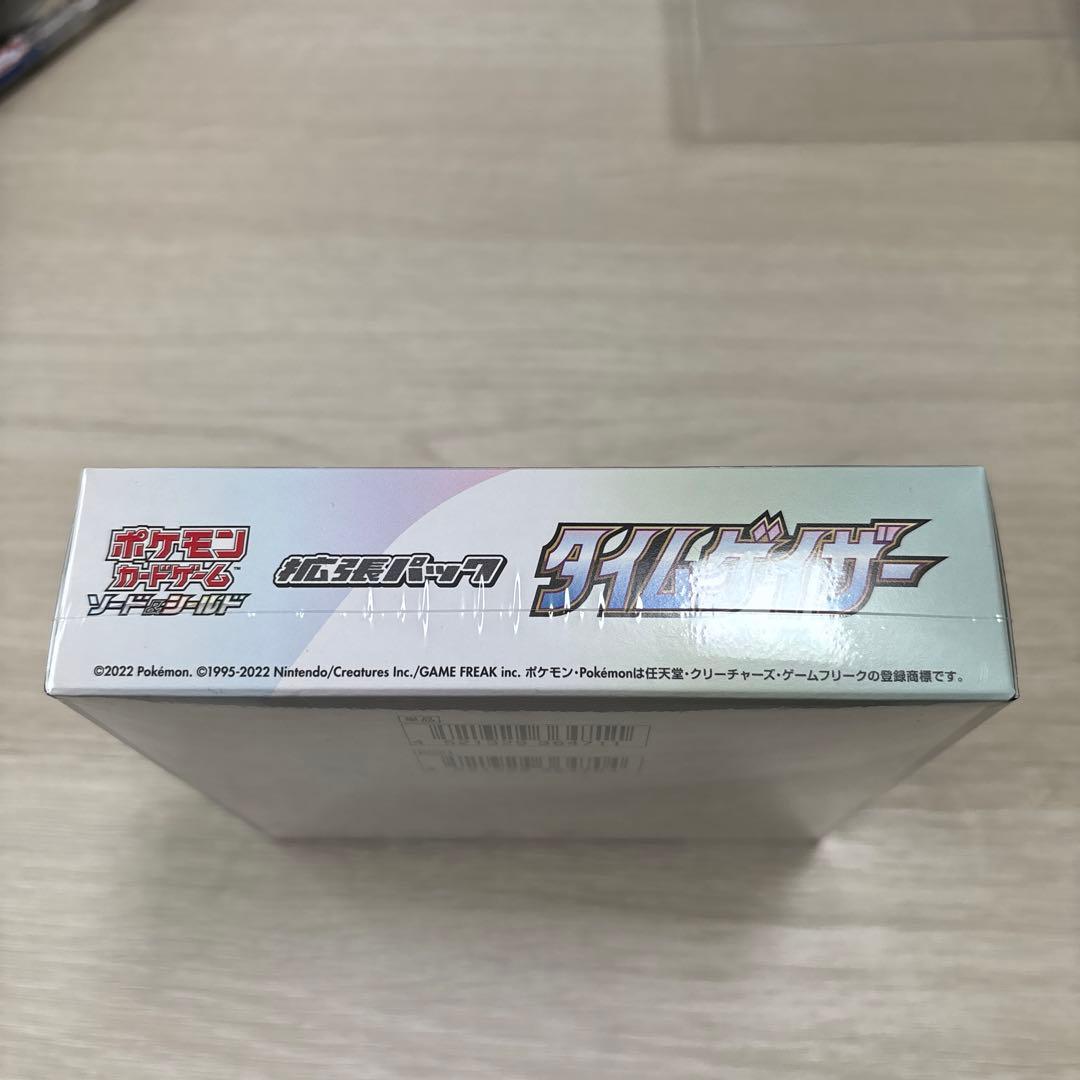 ポケモン
カードゲーム™
ソード&シールド
拡張パック
タイムゲイザー
©2022 Pokémon. ©1995-2022 Nintendo/Creatures Inc./GAME FREAK inc. ポケモン・Pokémonは任天堂・クリーチャーズ・ゲームフリークの登録商標です。